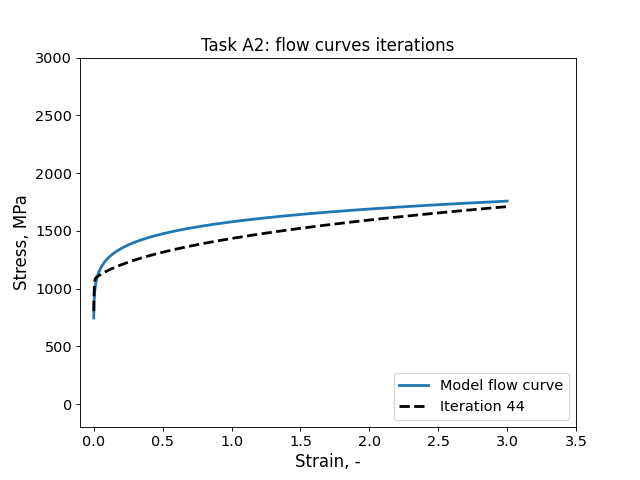 Task A2: flow curves iterations
3000
2500
2000
1500
1000
500
0
Stress, MPa
0.0 0.5 1.0 1.5 2.0 2.5 3.0 3.5
Strain, -
Model flow curve
Iteration 44